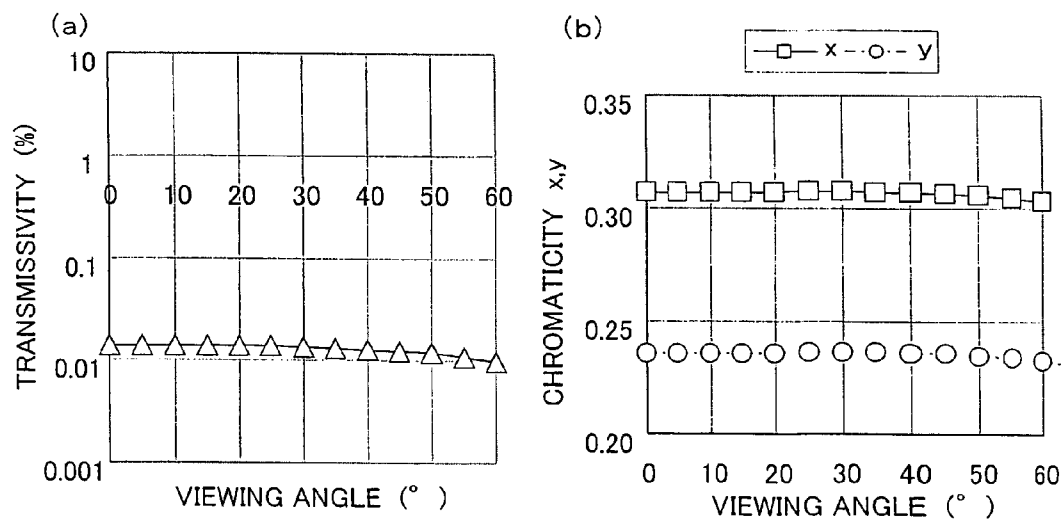 (a)
10
1
0 10 20 30 40 50 60
0.1
0.01
0.001
TRANSMISSIVITY (%)
VIEWING ANGLE (°)
(b)
x y
0.35
0.30
0.25
0.20
CHROMATICITY x,y
0 10 20 30 40 50 60
VIEWING ANGLE (°)